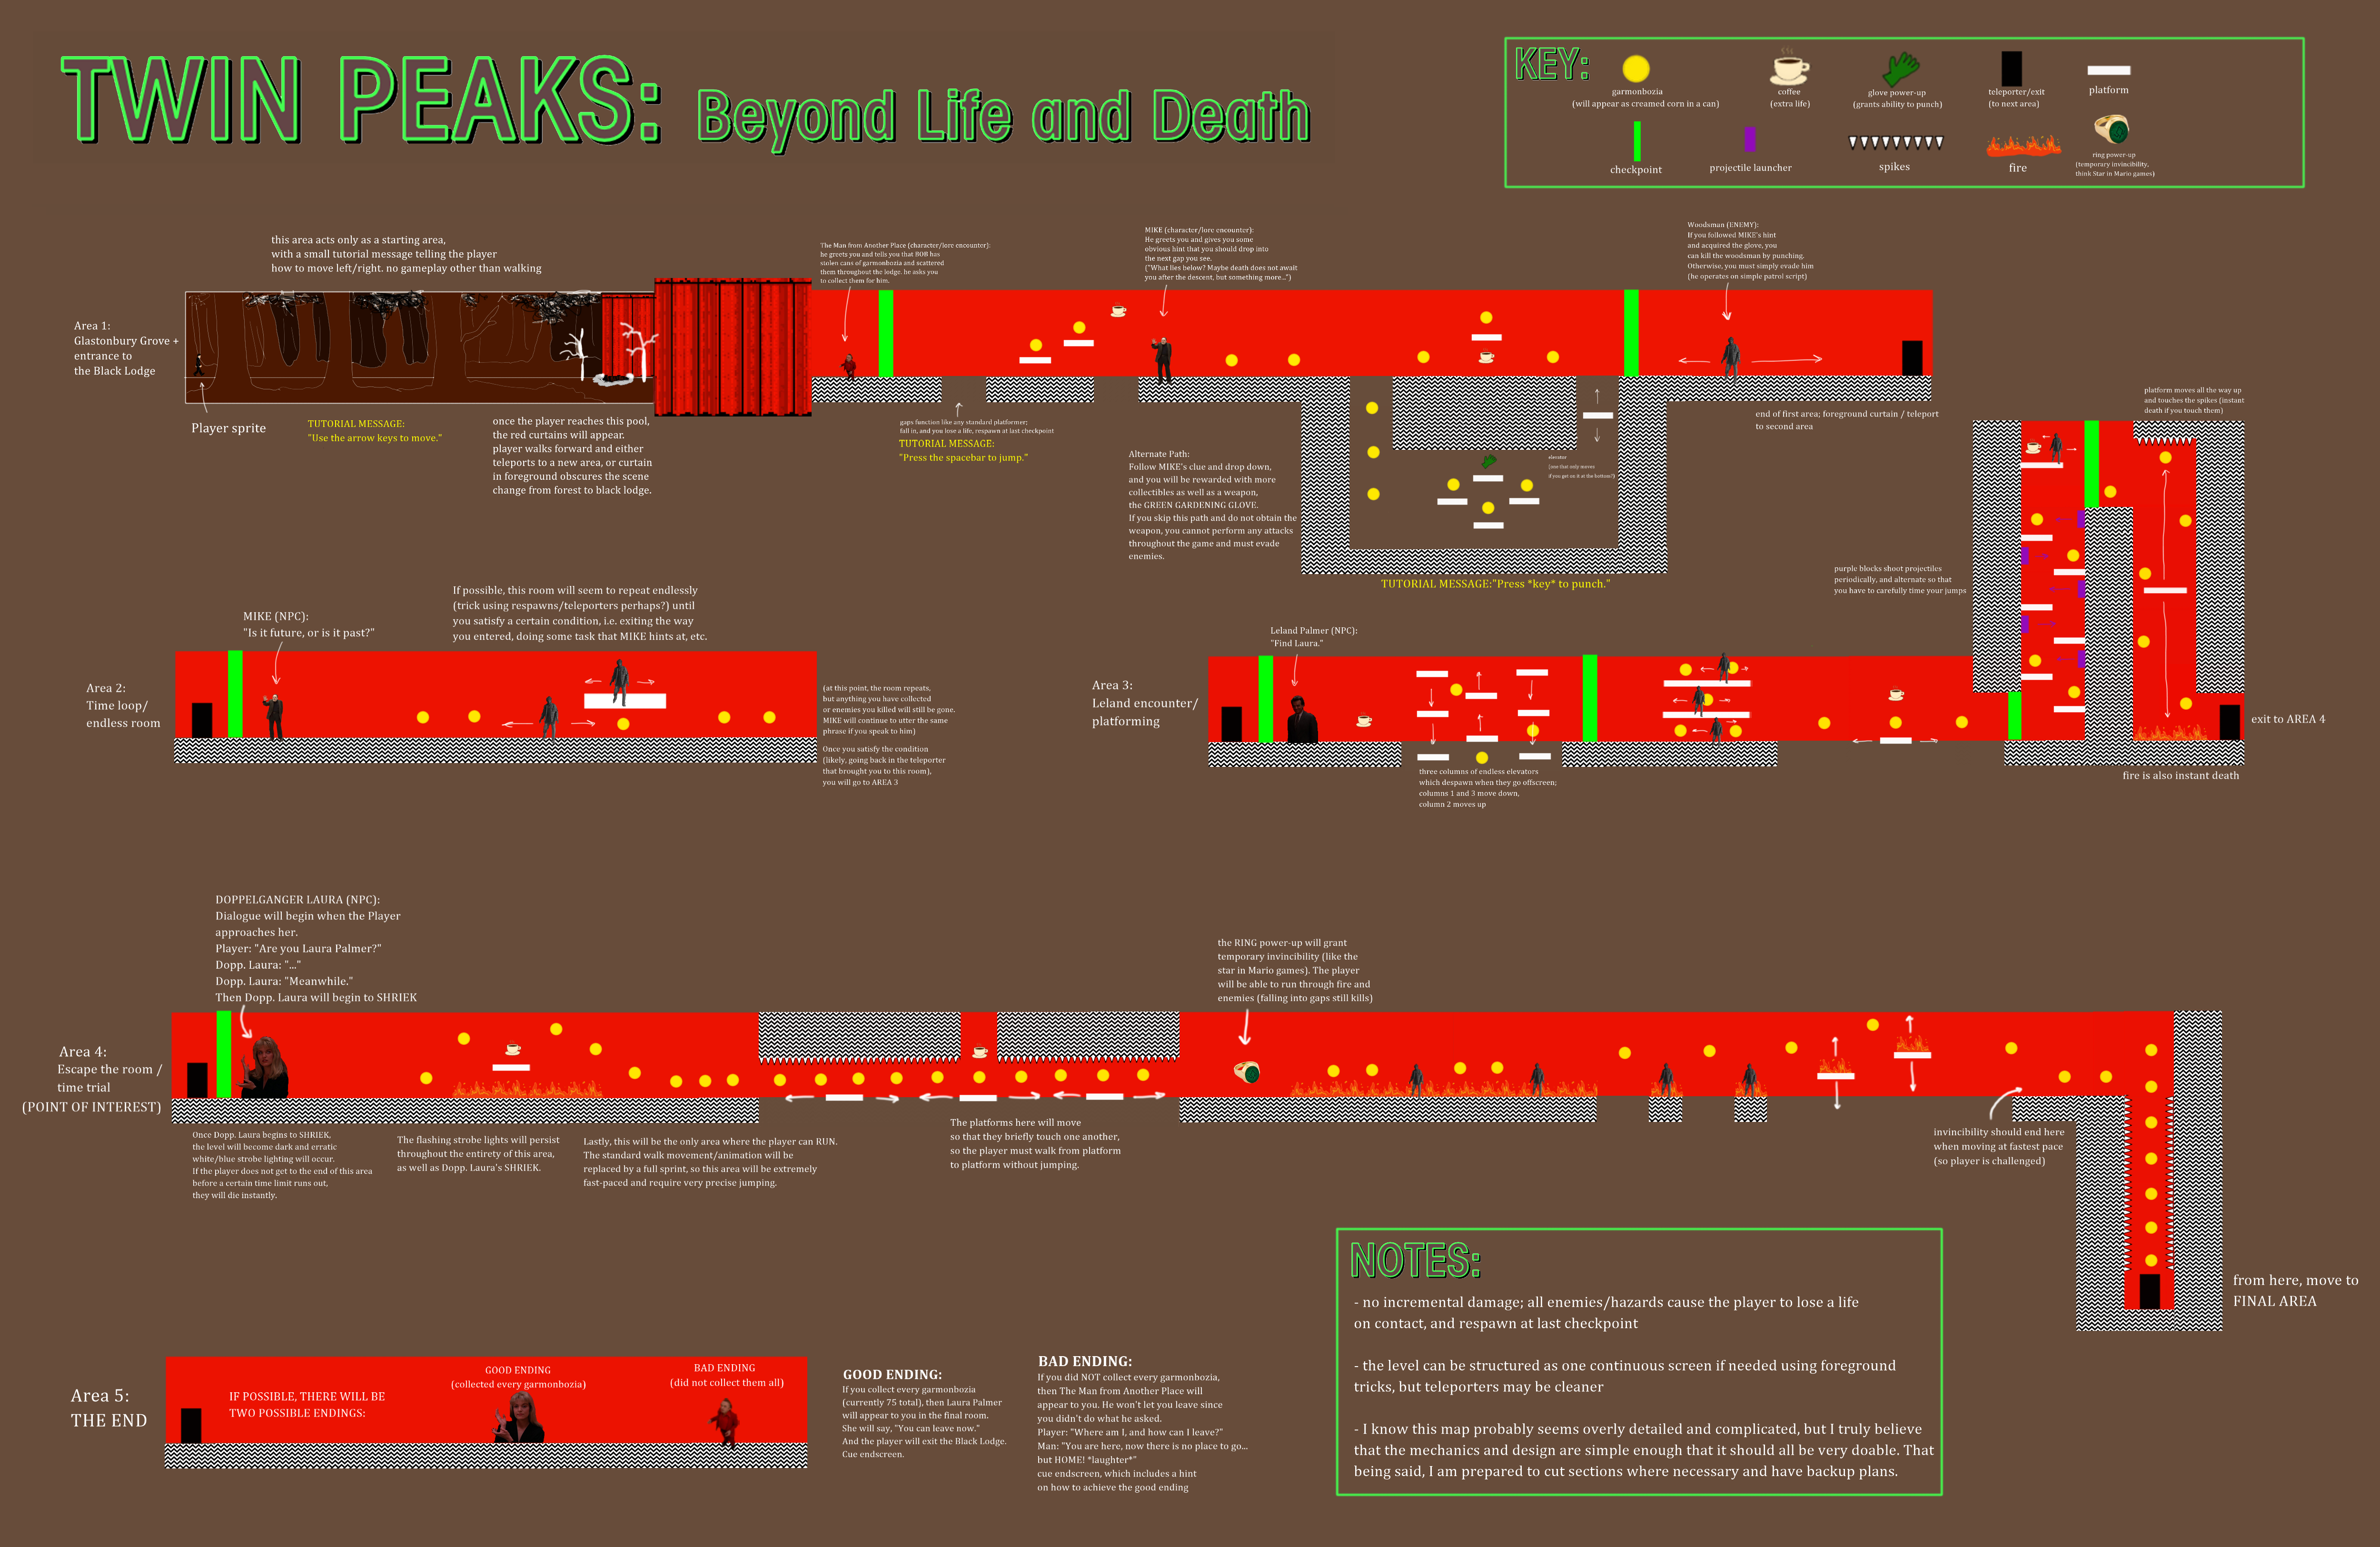 TWIN PEAKS: Beyond Life and Death
KEY:
garmonbozia
(will appear as creamed corn in a can)
coffee
(extra life)
glove power-up
(grants ability to punch)
teleporter/exit
(to next area)
platform
checkpoint
projectile launcher
spikes
fire
ring power-up
(temporary invincibility,
think Star in Mario games)
this area acts only as a starting area,
with a small tutorial message telling the player
how to move left/right. no gameplay other than walking
The Man from Another Place (character/lore encounter):
he greets you and tells you that BOB has
stolen cans of garmonbozia and scattered
them throughout the lodge. he asks you
to collect them for him.
MIKE (character/lore encounter):
He greets you and gives you some
obvious hint that you should drop into
the next gap you see.
("What lies below? Maybe death does not await
you after the descent, but something more...")
Woodsman (ENEMY):
If you followed MIKE's hint
and acquired the glove, you
can kill the woodsman by punching.
Otherwise, you must simply evade him
(he operates on simple patrol script)
Area 1:
Glastonbury Grove +
entrance to
the Black Lodge
Player sprite
TUTORIAL MESSAGE:
"Use the arrow keys to move."
once the player reaches this pool,
the red curtains will appear.
player walks forward and either
teleports to a new area, or curtain
in foreground obscures the scene
change from forest to black lodge.
gaps function like any standard platformer;
fall in, and you lose a life, respawn at last checkpoint
TUTORIAL MESSAGE:
"Press the spacebar to jump."
Alternate Path:
Follow MIKE's clue and drop down,
and you will be rewarded with more
collectibles as well as a weapon,
the GREEN GARDENING GLOVE.
If you skip this path and do not obtain the
weapon, you cannot perform any attacks
throughout the game and must evade
enemies.
elevator
(one that only moves
if you get on it at the bottom?)
TUTORIAL MESSAGE:"Press *key* to punch."
end of first area; foreground curtain / teleport
to second area
platform moves all the way up
and touches the spikes (instant
death if you touch them)
purple blocks shoot projectiles
periodically, and alternate so that
you have to carefully time your jumps
Area 2:
Time loop/
endless room
MIKE (NPC):
"Is it future, or is it past?"
If possible, this room will seem to repeat endlessly
(trick using respawns/teleporters perhaps?) until
you satisfy a certain condition, i.e. exiting the way
you entered, doing some task that MIKE hints at, etc.
(at this point, the room repeats,
but anything you have collected
or enemies you killed will still be gone.
MIKE will continue to utter the same
phrase if you speak to him)
Once you satisfy the condition
(likely, going back in the teleporter
that brought you to this room),
you will go to AREA 3
Area 3:
Leland encounter/
platforming
Leland Palmer (NPC):
"Find Laura."
three columns of endless elevators
which despawn when they go offscreen;
columns 1 and 3 move down,
column 2 moves up
exit to AREA 4
fire is also instant death
DOPPELGANGER LAURA (NPC):
Dialogue will begin when the Player
approaches her.
Player: "Are you Laura Palmer?"
Dopp. Laura: "..."
Dopp. Laura: "Meanwhile."
Then Dopp. Laura will begin to SHRIEK
the RING power-up will grant
temporary invincibility (like the
star in Mario games). The player
will be able to run through fire and
enemies (falling into gaps still kills)
Area 4:
Escape the room /
time trial
(POINT OF INTEREST)
Once Dopp. Laura begins to SHRIEK,
the level will become dark and erratic
white/blue strobe lighting will occur.
If the player does not get to the end of this area
before a certain time limit runs out,
they will die instantly.
The flashing strobe lights will persist
throughout the entirety of this area,
as well as Dopp. Laura's SHRIEK.
Lastly, this will be the only area where the player can RUN.
The standard walk movement/animation will be
replaced by a full sprint, so this area will be extremely
fast-paced and require very precise jumping.
The platforms here will move
so that they briefly touch one another,
so the player must walk from platform
to platform without jumping.
invincibility should end here
when moving at fastest pace
(so player is challenged)
from here, move to
FINAL AREA
Area 5:
THE END
IF POSSIBLE, THERE WILL BE
TWO POSSIBLE ENDINGS:
GOOD ENDING
(collected every garmonbozia)
BAD ENDING
(did not collect them all)
GOOD ENDING:
If you collect every garmonbozia
(currently 75 total), then Laura Palmer
will appear to you in the final room.
She will say, "You can leave now."
And the player will exit the Black Lodge.
Cue endscreen.
BAD ENDING:
If you did NOT collect every garmonbozia,
then The Man from Another Place will
appear to you. He won't let you leave since
you didn't do what he asked.
Player: "Where am I, and how can I leave?"
Man: "You are here, now there is no place to go...
but HOME! *laughter*"
cue endscreen, which includes a hint
on how to achieve the good ending
NOTES:
- no incremental damage; all enemies/hazards cause the player to lose a life
on contact, and respawn at last checkpoint
- the level can be structured as one continuous screen if needed using foreground
tricks, but teleporters may be cleaner
- I know this map probably seems overly detailed and complicated, but I truly believe
that the mechanics and design are simple enough that it should all be very doable. That
being said, I am prepared to cut sections where necessary and have backup plans.